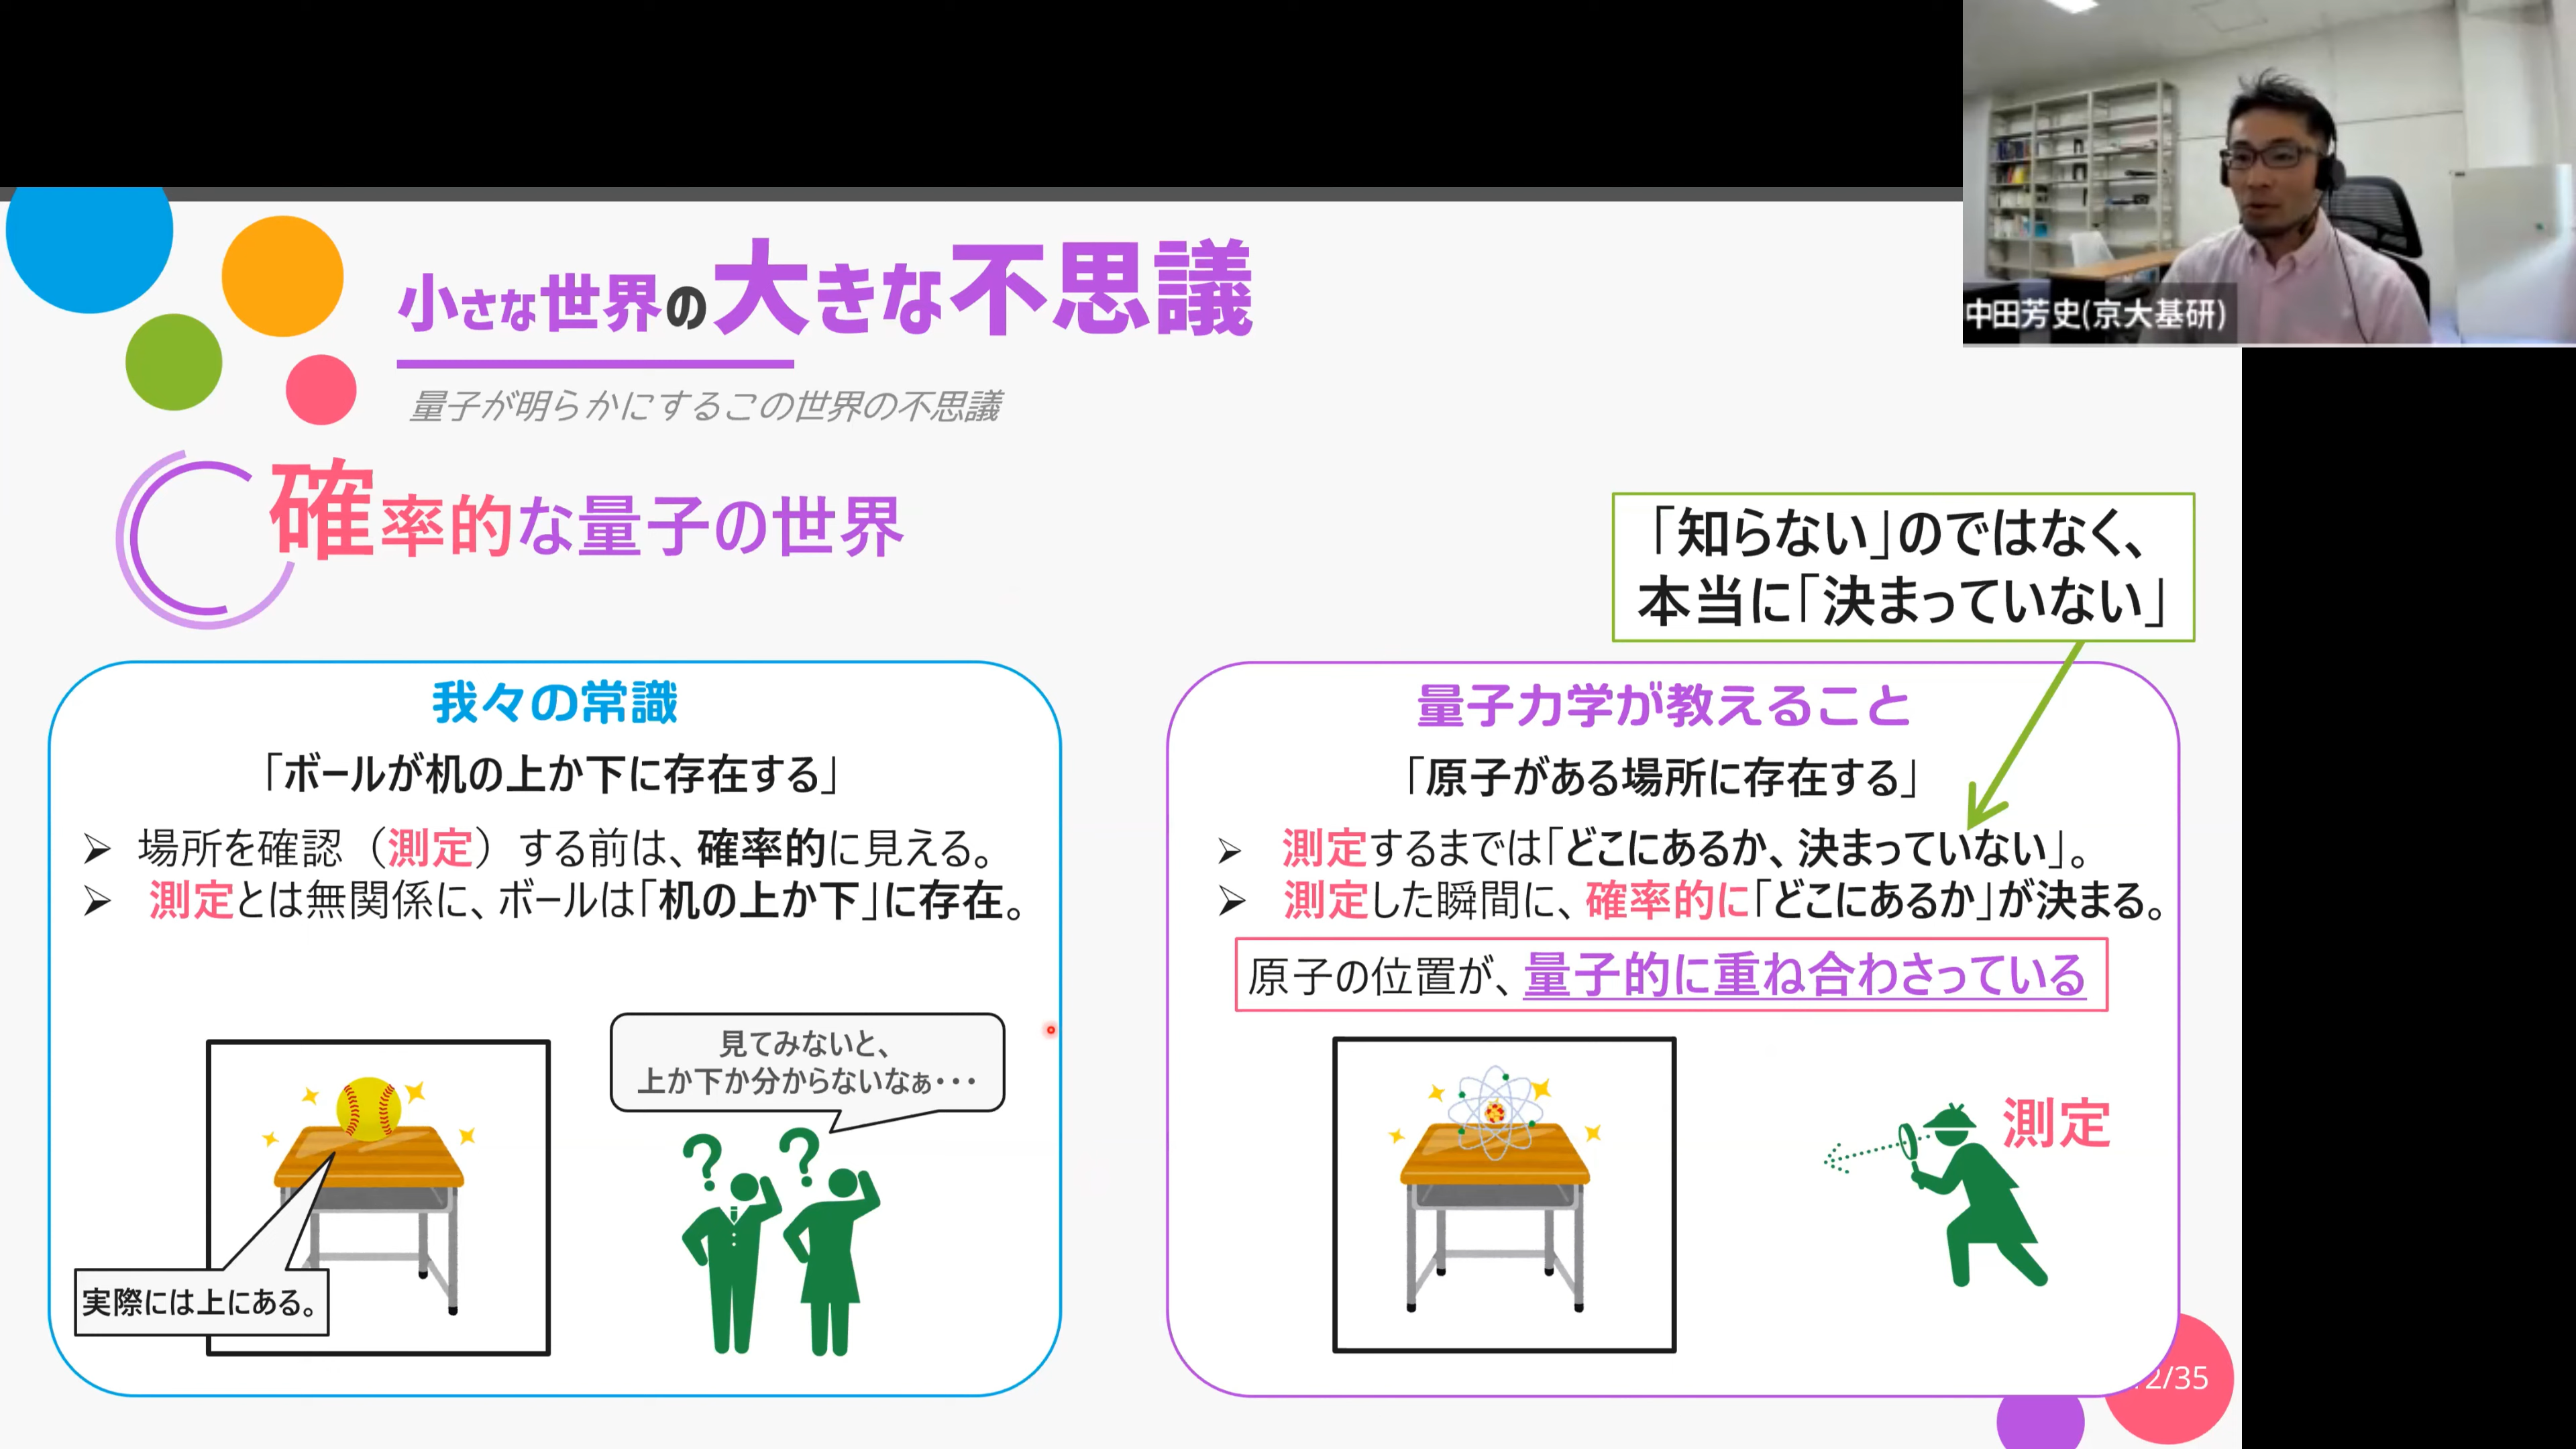 中田芳史(京大基研)
小さな世界の大きな不思議
量子が明らかにするこの世界の不思議
確率的な量子の世界
「知らない」のではなく、
本当に「決まっていない」
我々の常識
「ボールが机の上か下に存在する」
➢ 場所を確認（測定）する前は、確率的に見える。
➢ 測定とは無関係に、ボールは「机の上か下」に存在。
見てみないと、
上か下か分からないなぁ・・・
? ?
実際には上にある。
量子力学が教えること
「原子がある場所に存在する」
➢ 測定するまでは「どこにあるか、決まっていない」。
➢ 測定した瞬間に、確率的に「どこにあるか」が決まる。
原子の位置が、量子的に重ね合わさっている
測定
2/35